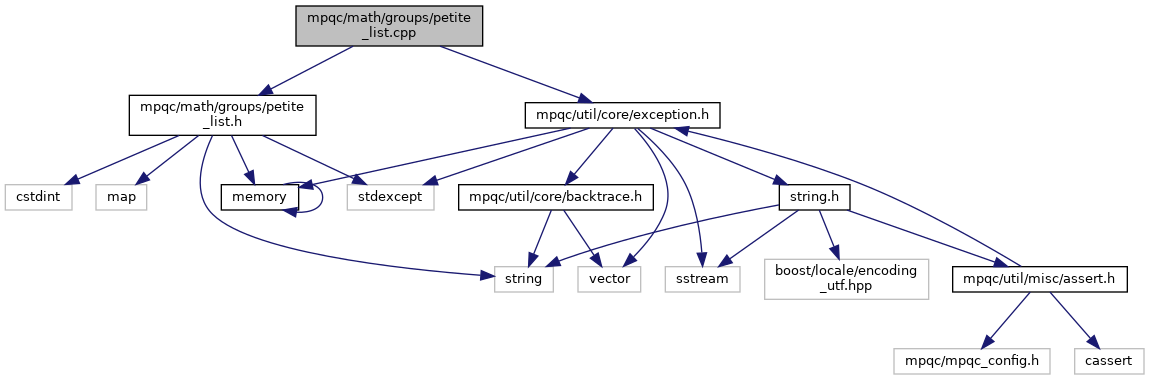 mpqc/math/groups/petite
_list.cpp
mpqc/math/groups/petite
_list.h
mpqc/util/core/exception.h
cstdint
map
memory
stdexcept
mpqc/util/core/backtrace.h
string.h
string
vector
sstream
boost/locale/encoding
_utf.hpp
mpqc/util/misc/assert.h
mpqc/mpqc_config.h
cassert